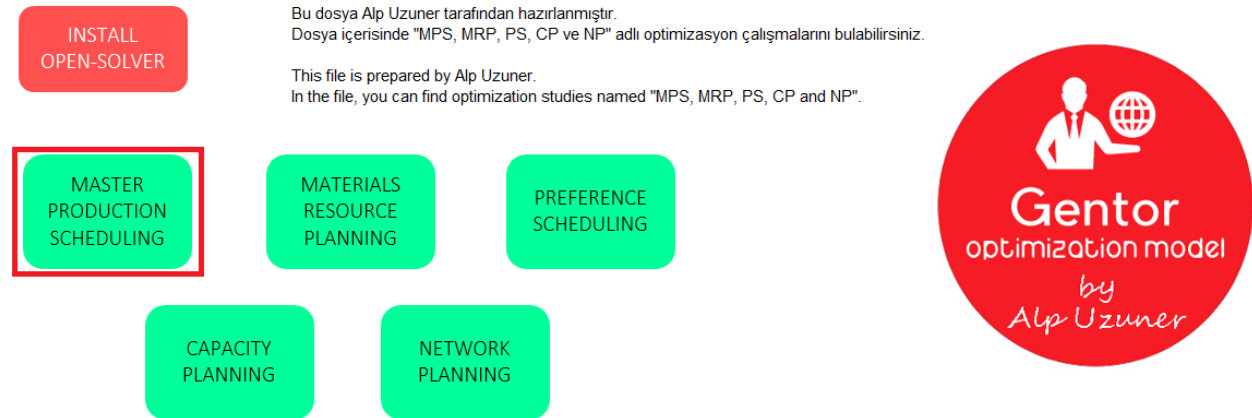 INSTALL
OPEN-SOLVER
Bu dosya Alp Uzuner tarafından hazırlanmıştır.
Dosya içerisinde "MPS, MRP, PS, CP ve NP" adlı optimizasyon çalışmalarını bulabilirsiniz.
This file is prepared by Alp Uzuner.
In the file, you can find optimization studies named "MPS, MRP, PS, CP and NP".
MASTER
PRODUCTION
SCHEDULING
MATERIALS
RESOURCE
PLANNING
PREFERENCE
SCHEDULING
CAPACITY
PLANNING
NETWORK
PLANNING
Gentor
optimization model
by
Alp Uzuner